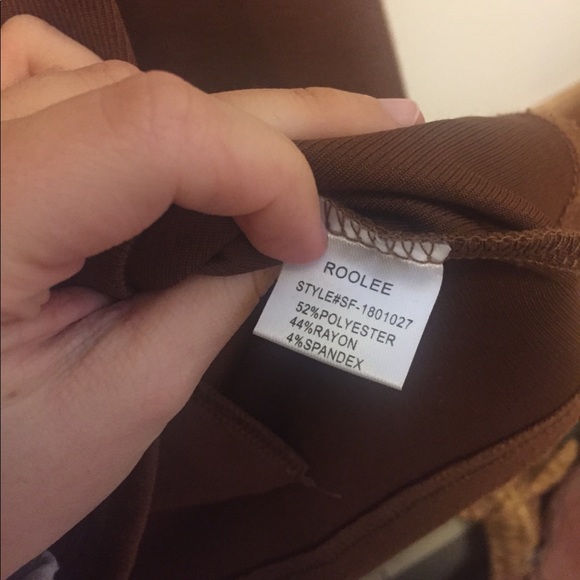 ROOLEE
STYLE#SF-1801027
52%POLYESTER
44%RAYON
4%SPANDEX